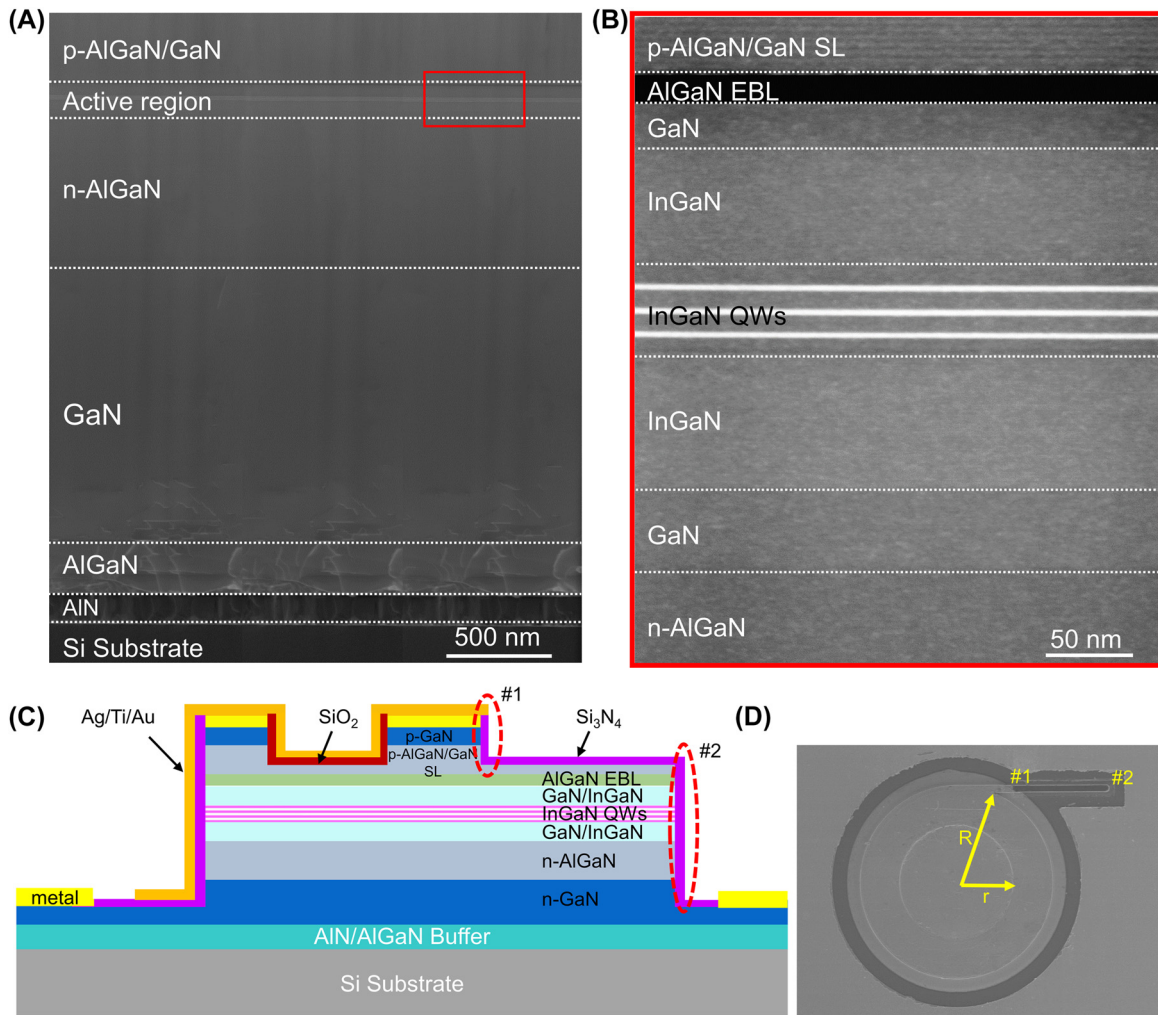 (A)
p-AlGaN/GaN
Active region
n-AlGaN
GaN
AlGaN
AlN
Si Substrate
500 nm
(B)
p-AlGaN/GaN SL
AlGaN EBL
GaN
InGaN
InGaN QWs
InGaN
GaN
n-AlGaN
50 nm
(C)
Ag/Ti/Au
SiO₂
#1
Si₃N₄
#2
p-GaN
p-AlGaN/GaN
SL
AlGaN EBL
GaN/InGaN
InGaN QWs
GaN/InGaN
n-AlGaN
metal
n-GaN
AlN/AlGaN Buffer
Si Substrate
(D)
#1
#2
R
r